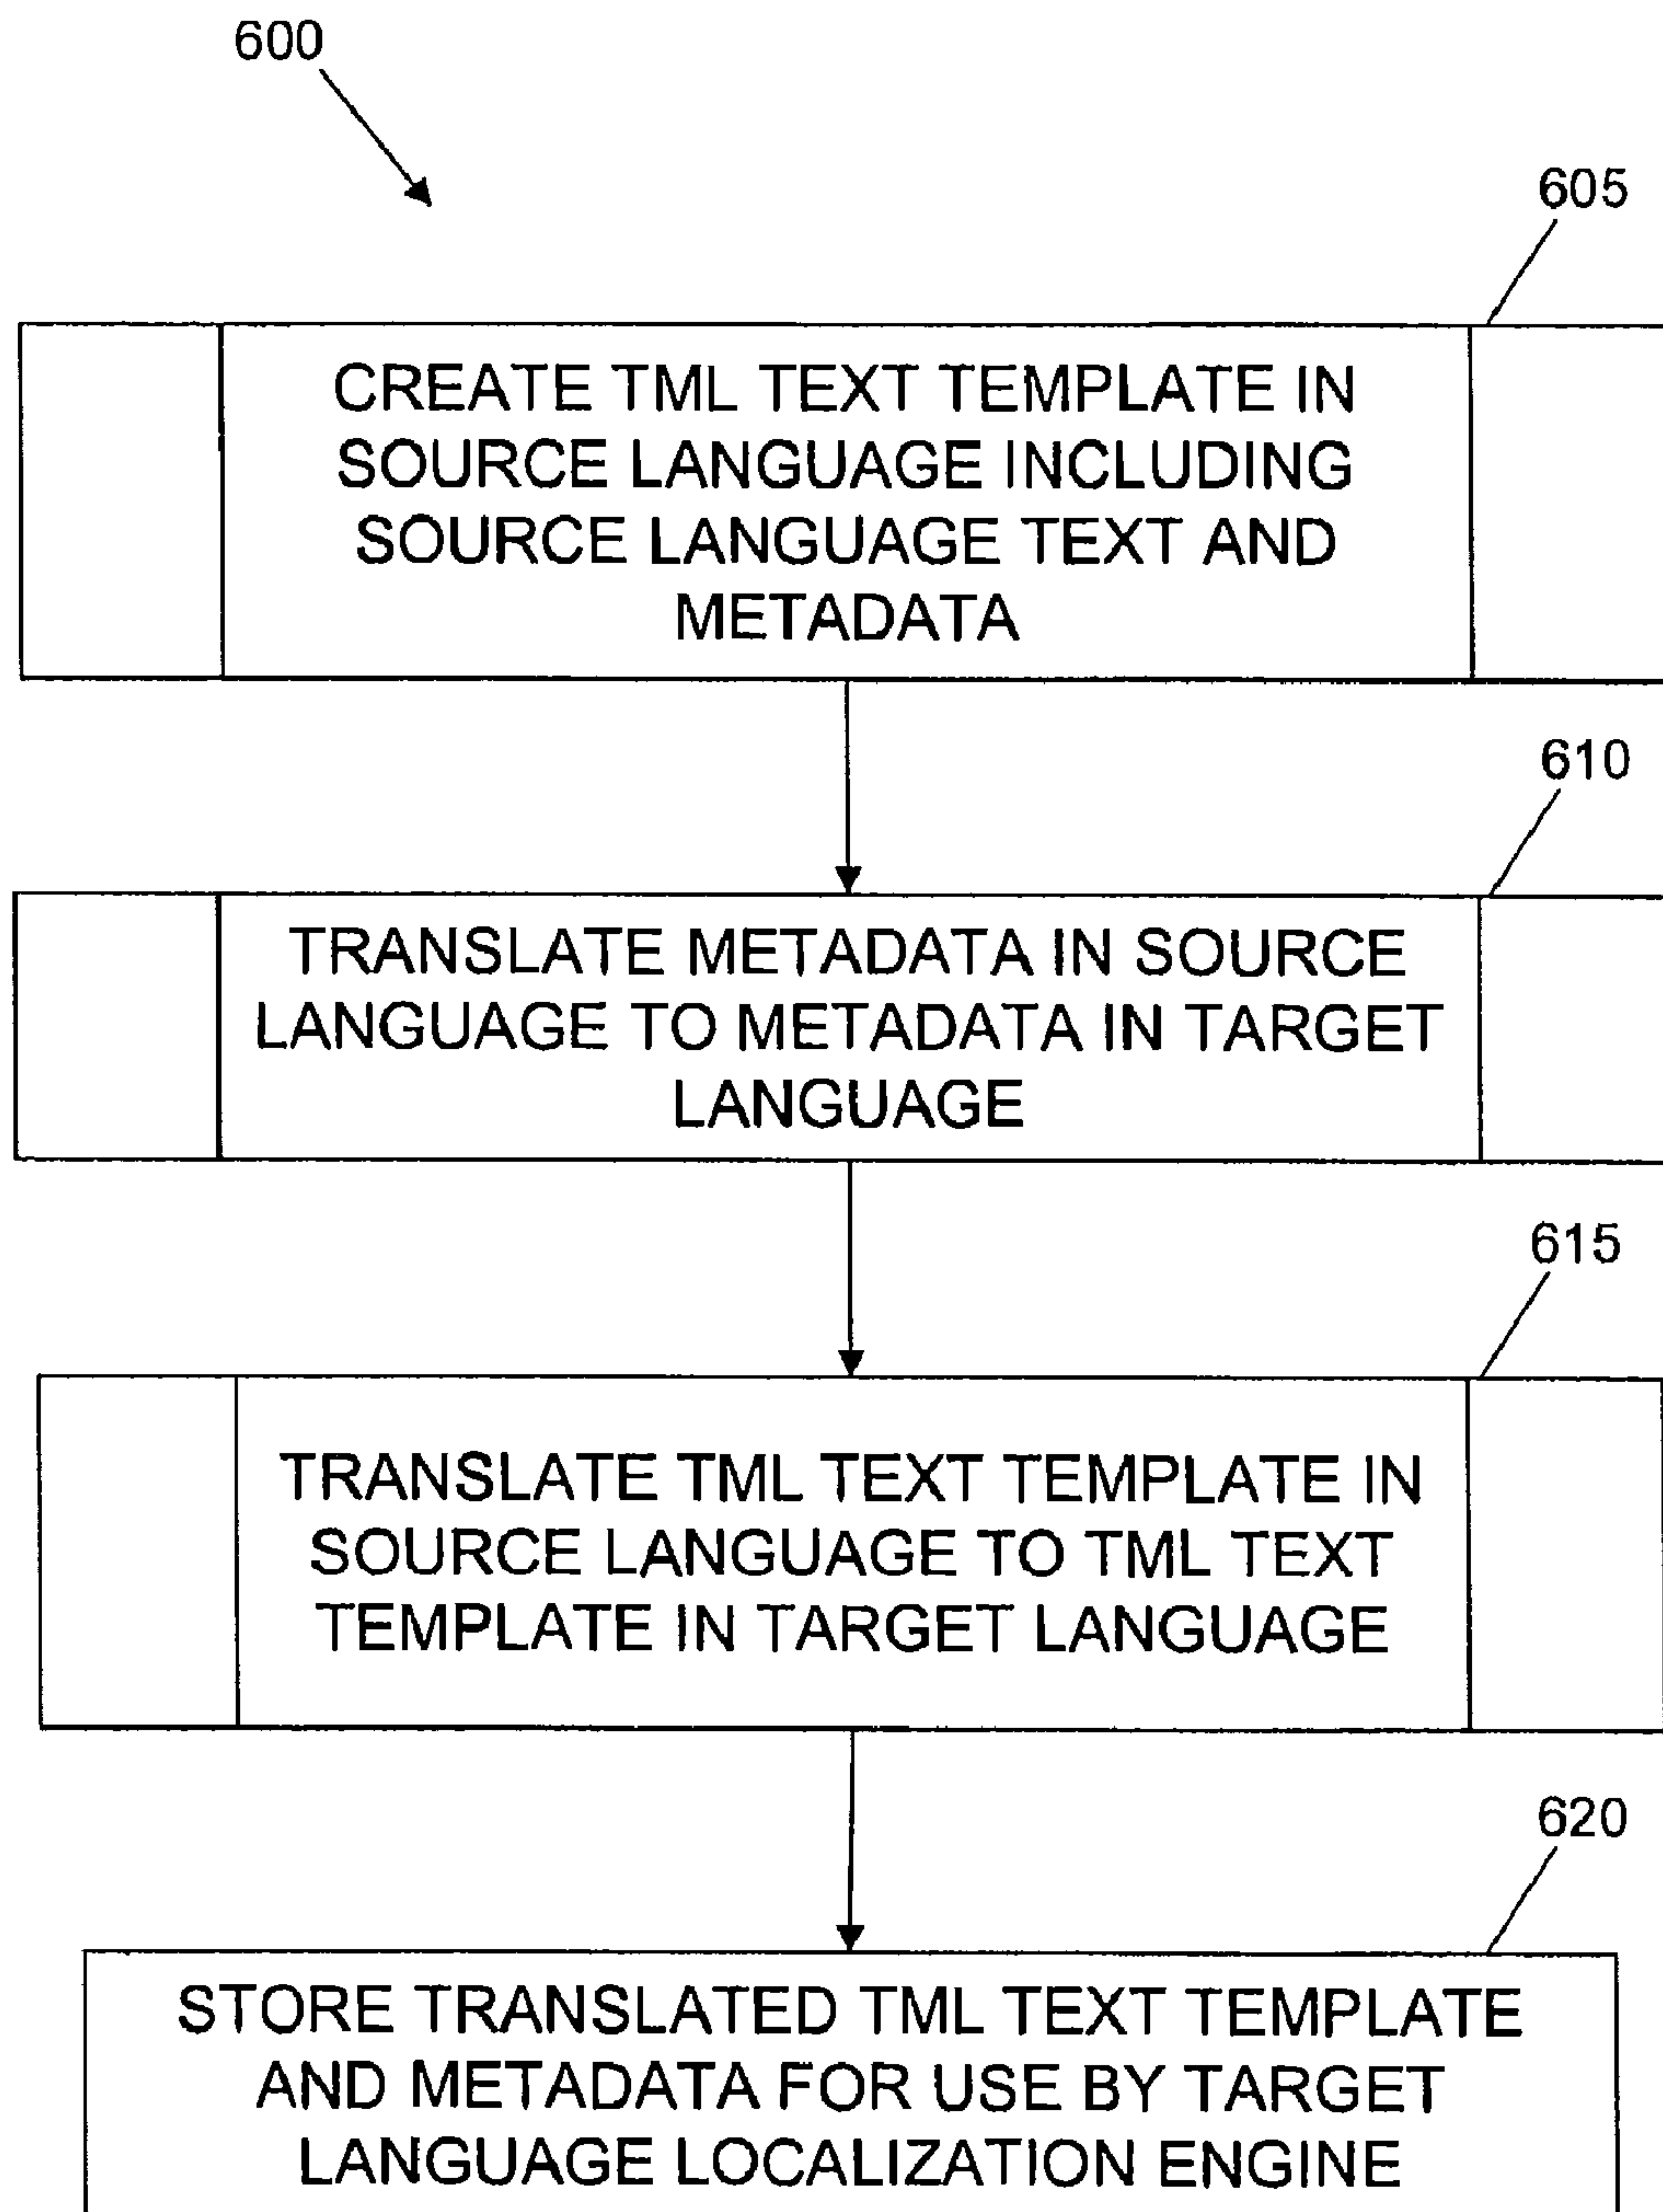 600
605
CREATE TML TEXT TEMPLATE IN
SOURCE LANGUAGE INCLUDING
SOURCE LANGUAGE TEXT AND
METADATA
610
TRANSLATE METADATA IN SOURCE
LANGUAGE TO METADATA IN TARGET
LANGUAGE
615
TRANSLATE TML TEXT TEMPLATE IN
SOURCE LANGUAGE TO TML TEXT
TEMPLATE IN TARGET LANGUAGE
620
STORE TRANSLATED TML TEXT TEMPLATE
AND METADATA FOR USE BY TARGET
LANGUAGE LOCALIZATION ENGINE